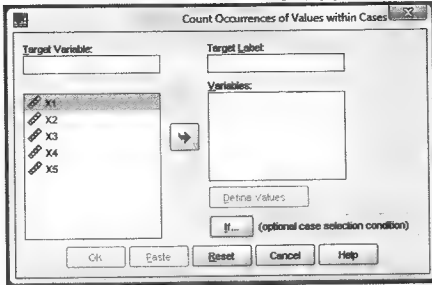 Count Occurrences of Values within Cases
Target Variable:
Target Label:
Variables:
X1
X2
X3
X4
X5
Define Values
If...
(optional case selection condition)
OK
Paste
Reset
Cancel
Help